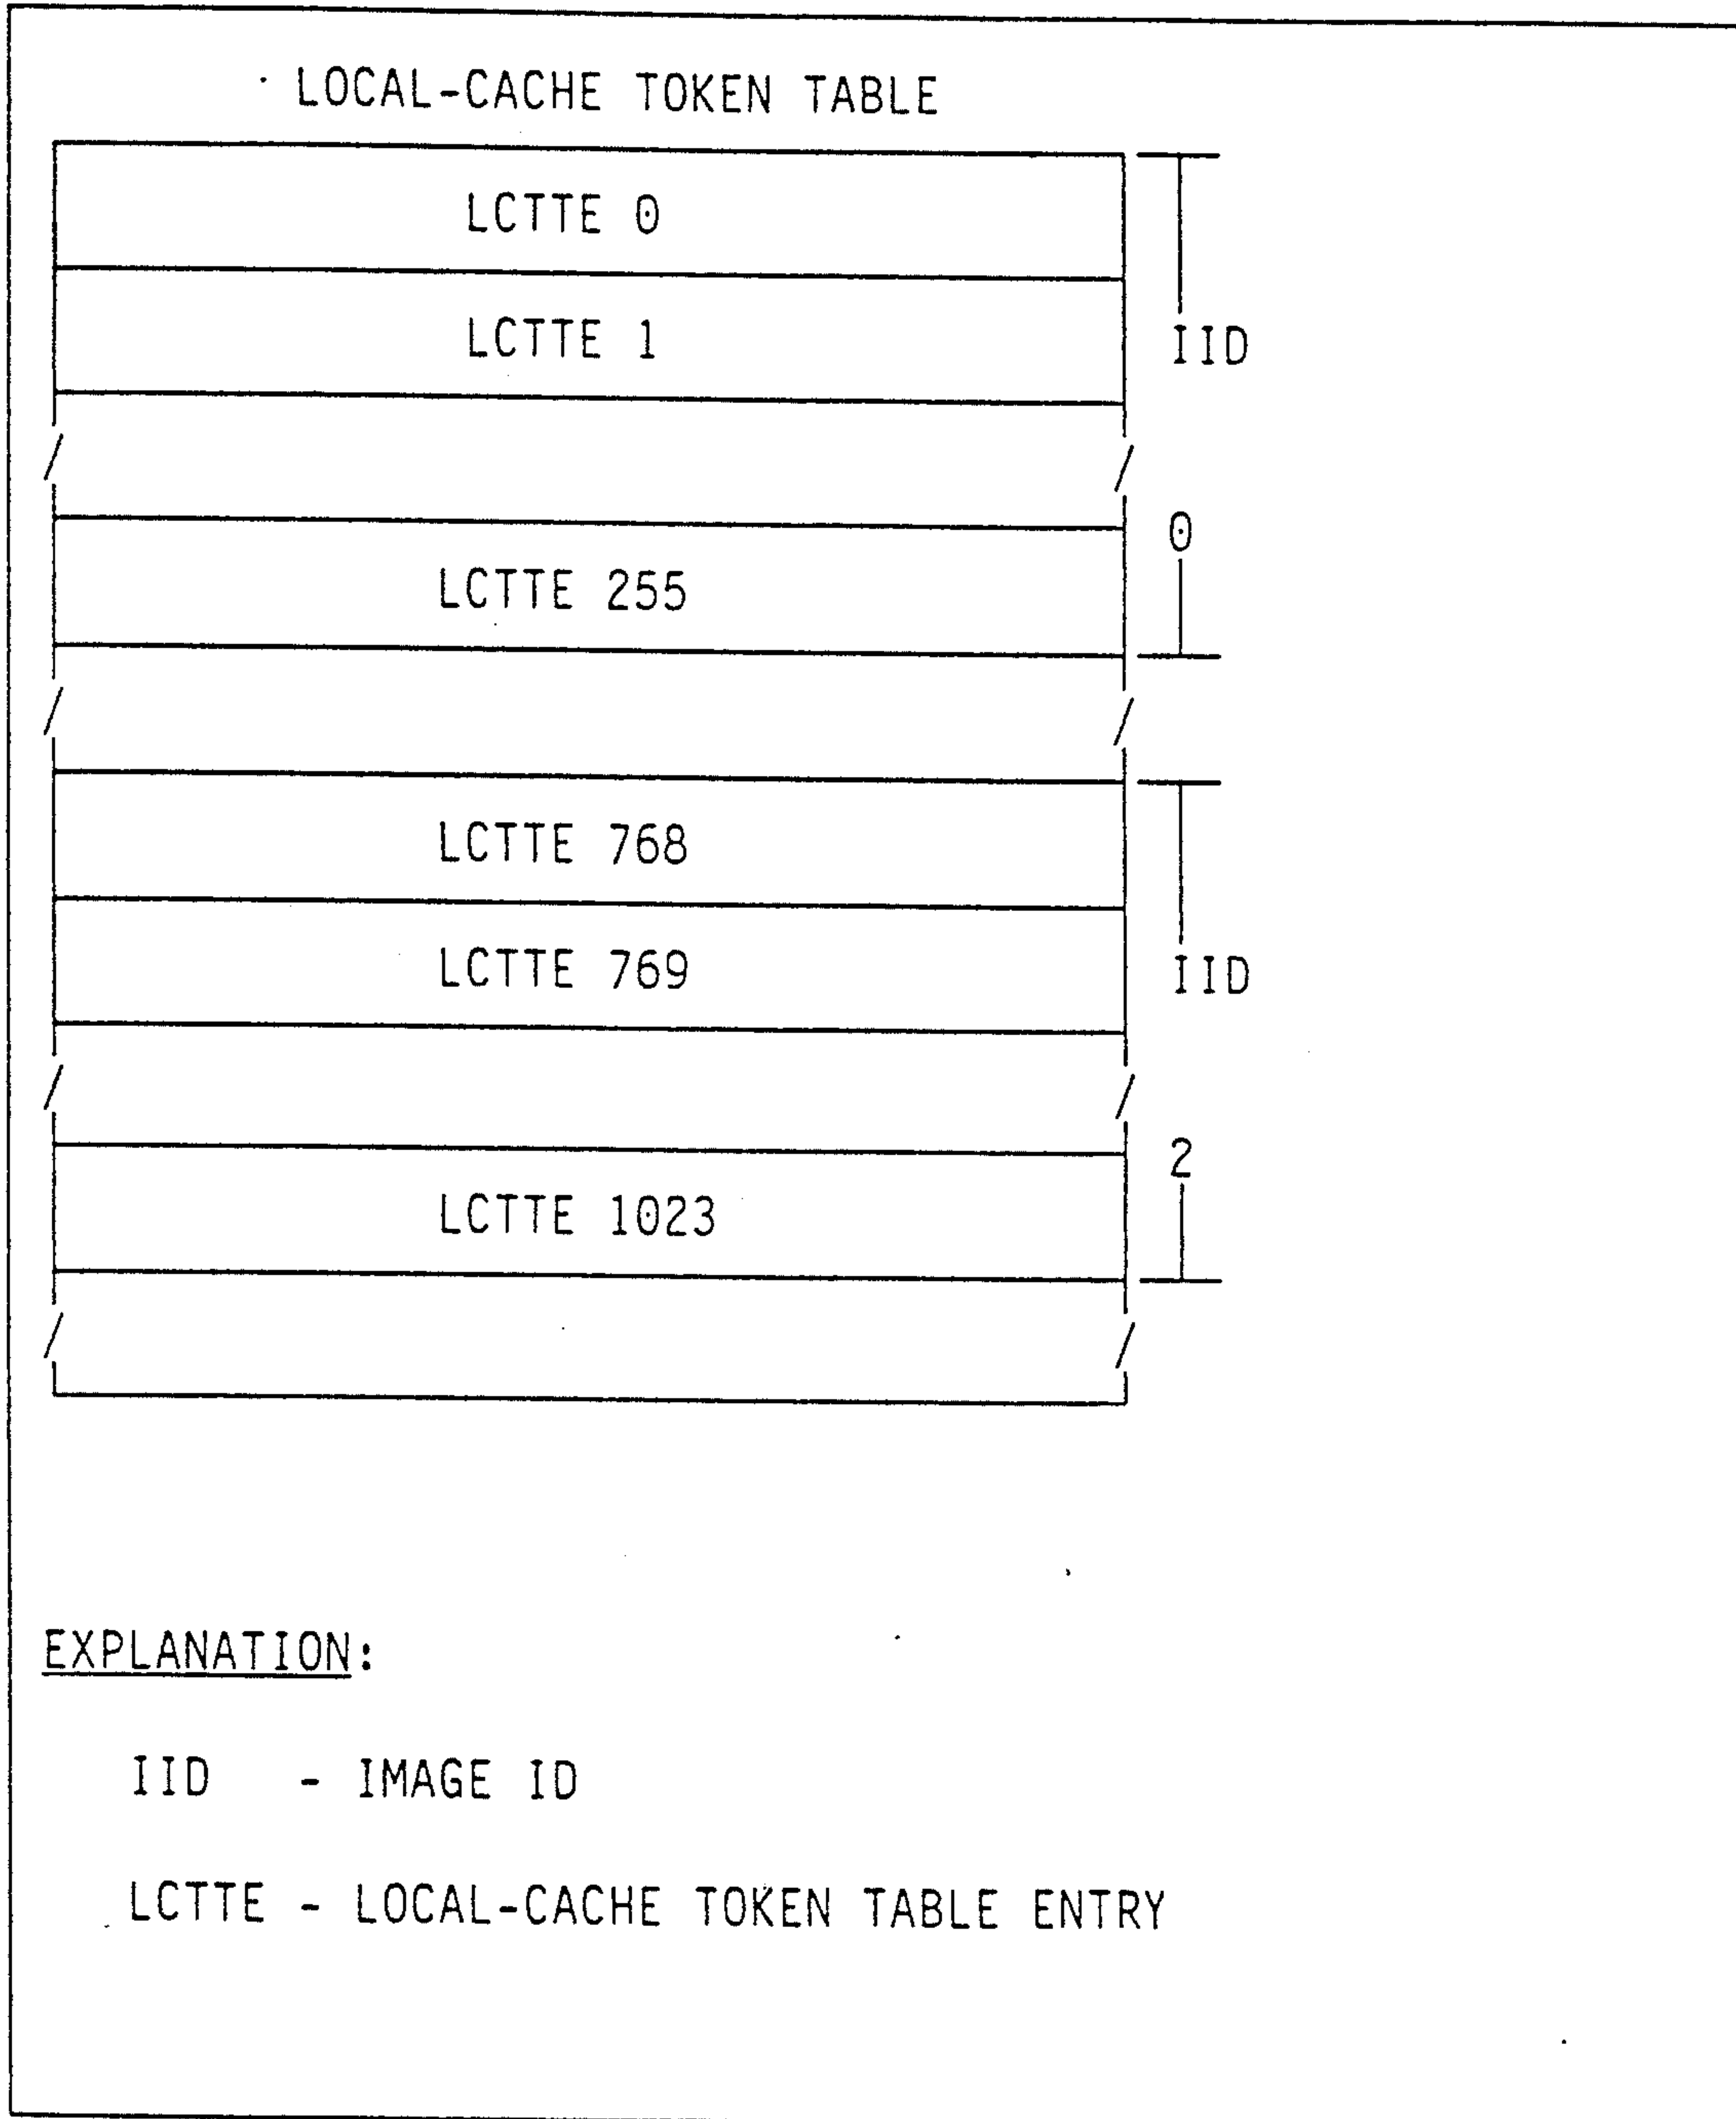 LOCAL-CACHE TOKEN TABLE
LCTTE 0
LCTTE 1
IID
0
LCTTE 255
LCTTE 768
LCTTE 769
IID
2
LCTTE 1023
EXPLANATION:
IID - IMAGE ID
LCTTE - LOCAL-CACHE TOKEN TABLE ENTRY